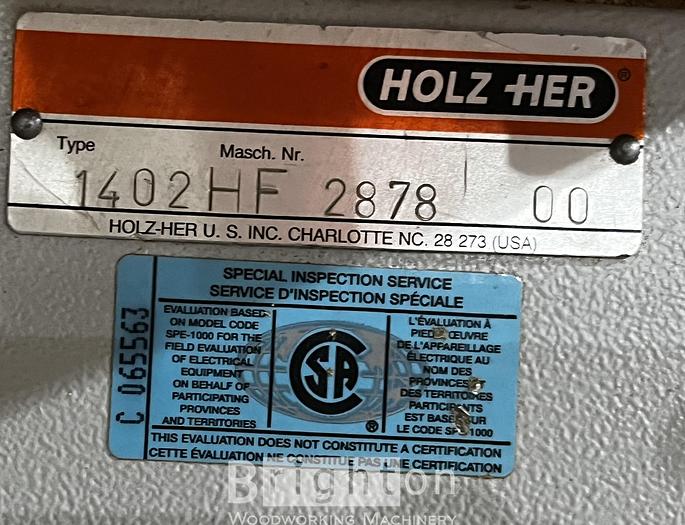 HOLZ-HER®
Type Masch. Nr.
1402HF 2878 00
HOLZ-HER U. S. INC. CHARLOTTE NC. 28 273 (USA)
SPECIAL INSPECTION SERVICE
SERVICE D'INSPECTION SPÉCIALE
C 065563
EVALUATION BASED
ON MODEL CODE
SPE-1000 FOR THE
FIELD EVALUATION
OF ELECTRICAL
EQUIPMENT
ON BEHALF OF
PARTICIPATING
PROVINCES
AND TERRITORIES
CSA®
L'ÉVALUATION À
PIED D'ŒUVRE
DE L'APPAREILLAGE
ÉLECTRIQUE AU
NOM DES
PROVINCES
DES TERRITOIRES
PARTICIPANTS
EST BASÉE SUR
LE CODE SPE-1000
THIS EVALUATION DOES NOT CONSTITUTE A CERTIFICATION
CETTE ÉVALUATION NE CONSTITUE PAS UNE CERTIFICATION
Brighton
WOODWORKING MACHINERY